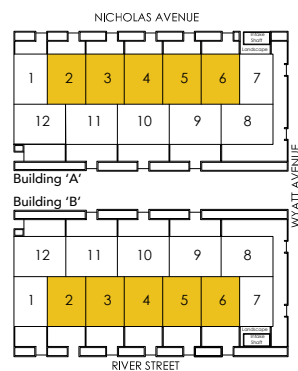 NICHOLAS AVENUE
Intake
Shaft
Landscape
1 2 3 4 5 6 7
12 11 10 9 8
Building 'A'
WYATT AVENUE
Building 'B'
12 11 10 9 8
1 2 3 4 5 6 7
Landscape
Intake
Shaft
RIVER STREET